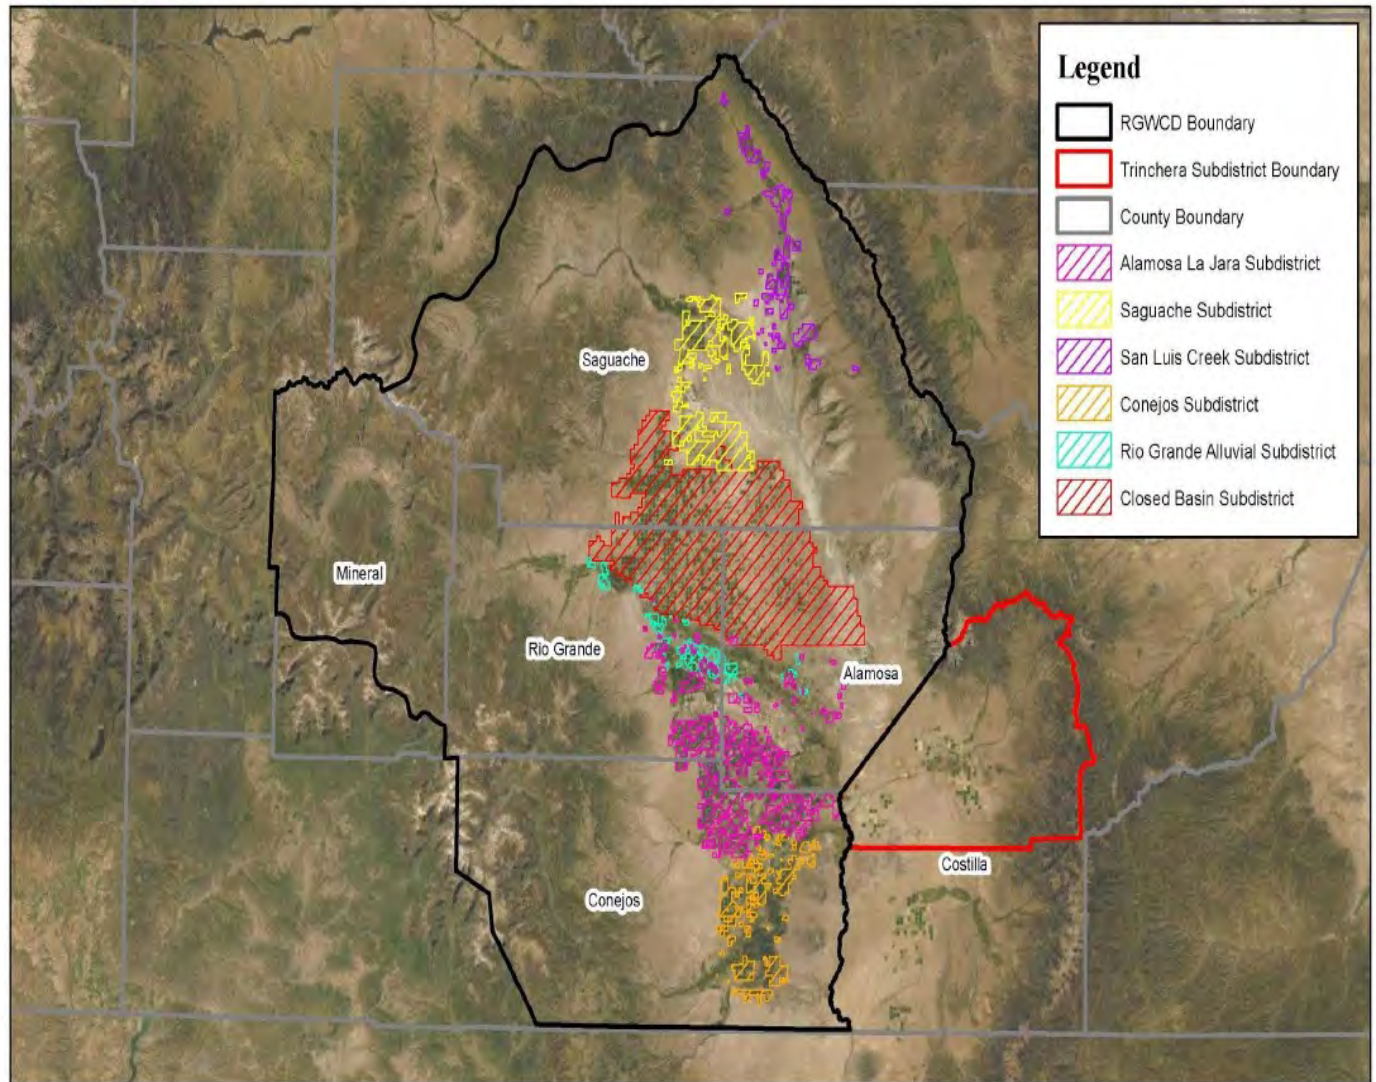 Legend
RGWCD Boundary
Trinchera Subdistrict Boundary
County Boundary
Alamosa La Jara Subdistrict
Saguache Subdistrict
San Luis Creek Subdistrict
Conejos Subdistrict
Rio Grande Alluvial Subdistrict
Closed Basin Subdistrict
Saguache
Mineral
Rio Grande
Alamosa
Costilla
Conejos